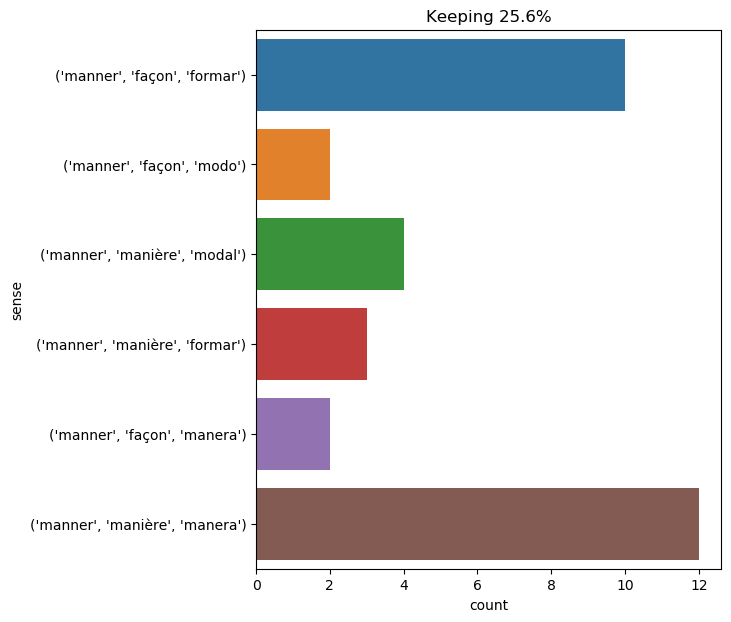 Keeping 25.6%
('manner', 'façon', 'formar')
('manner', 'façon', 'modo')
('manner', 'manière', 'modal')
('manner', 'manière', 'formar')
('manner', 'façon', 'manera')
('manner', 'manière', 'manera')
sense
0 2 4 6 8 10 12
count